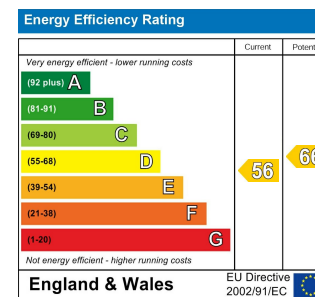 Energy Efficiency Rating
Current
Potent
Very energy efficient - lower running costs
(92 plus) A
(81-91) B
(69-80) C
(55-68) D
(39-54) E
(21-38) F
(1-20) G
56
66
Not energy efficient - higher running costs
England & Wales
EU Directive
2002/91/EC